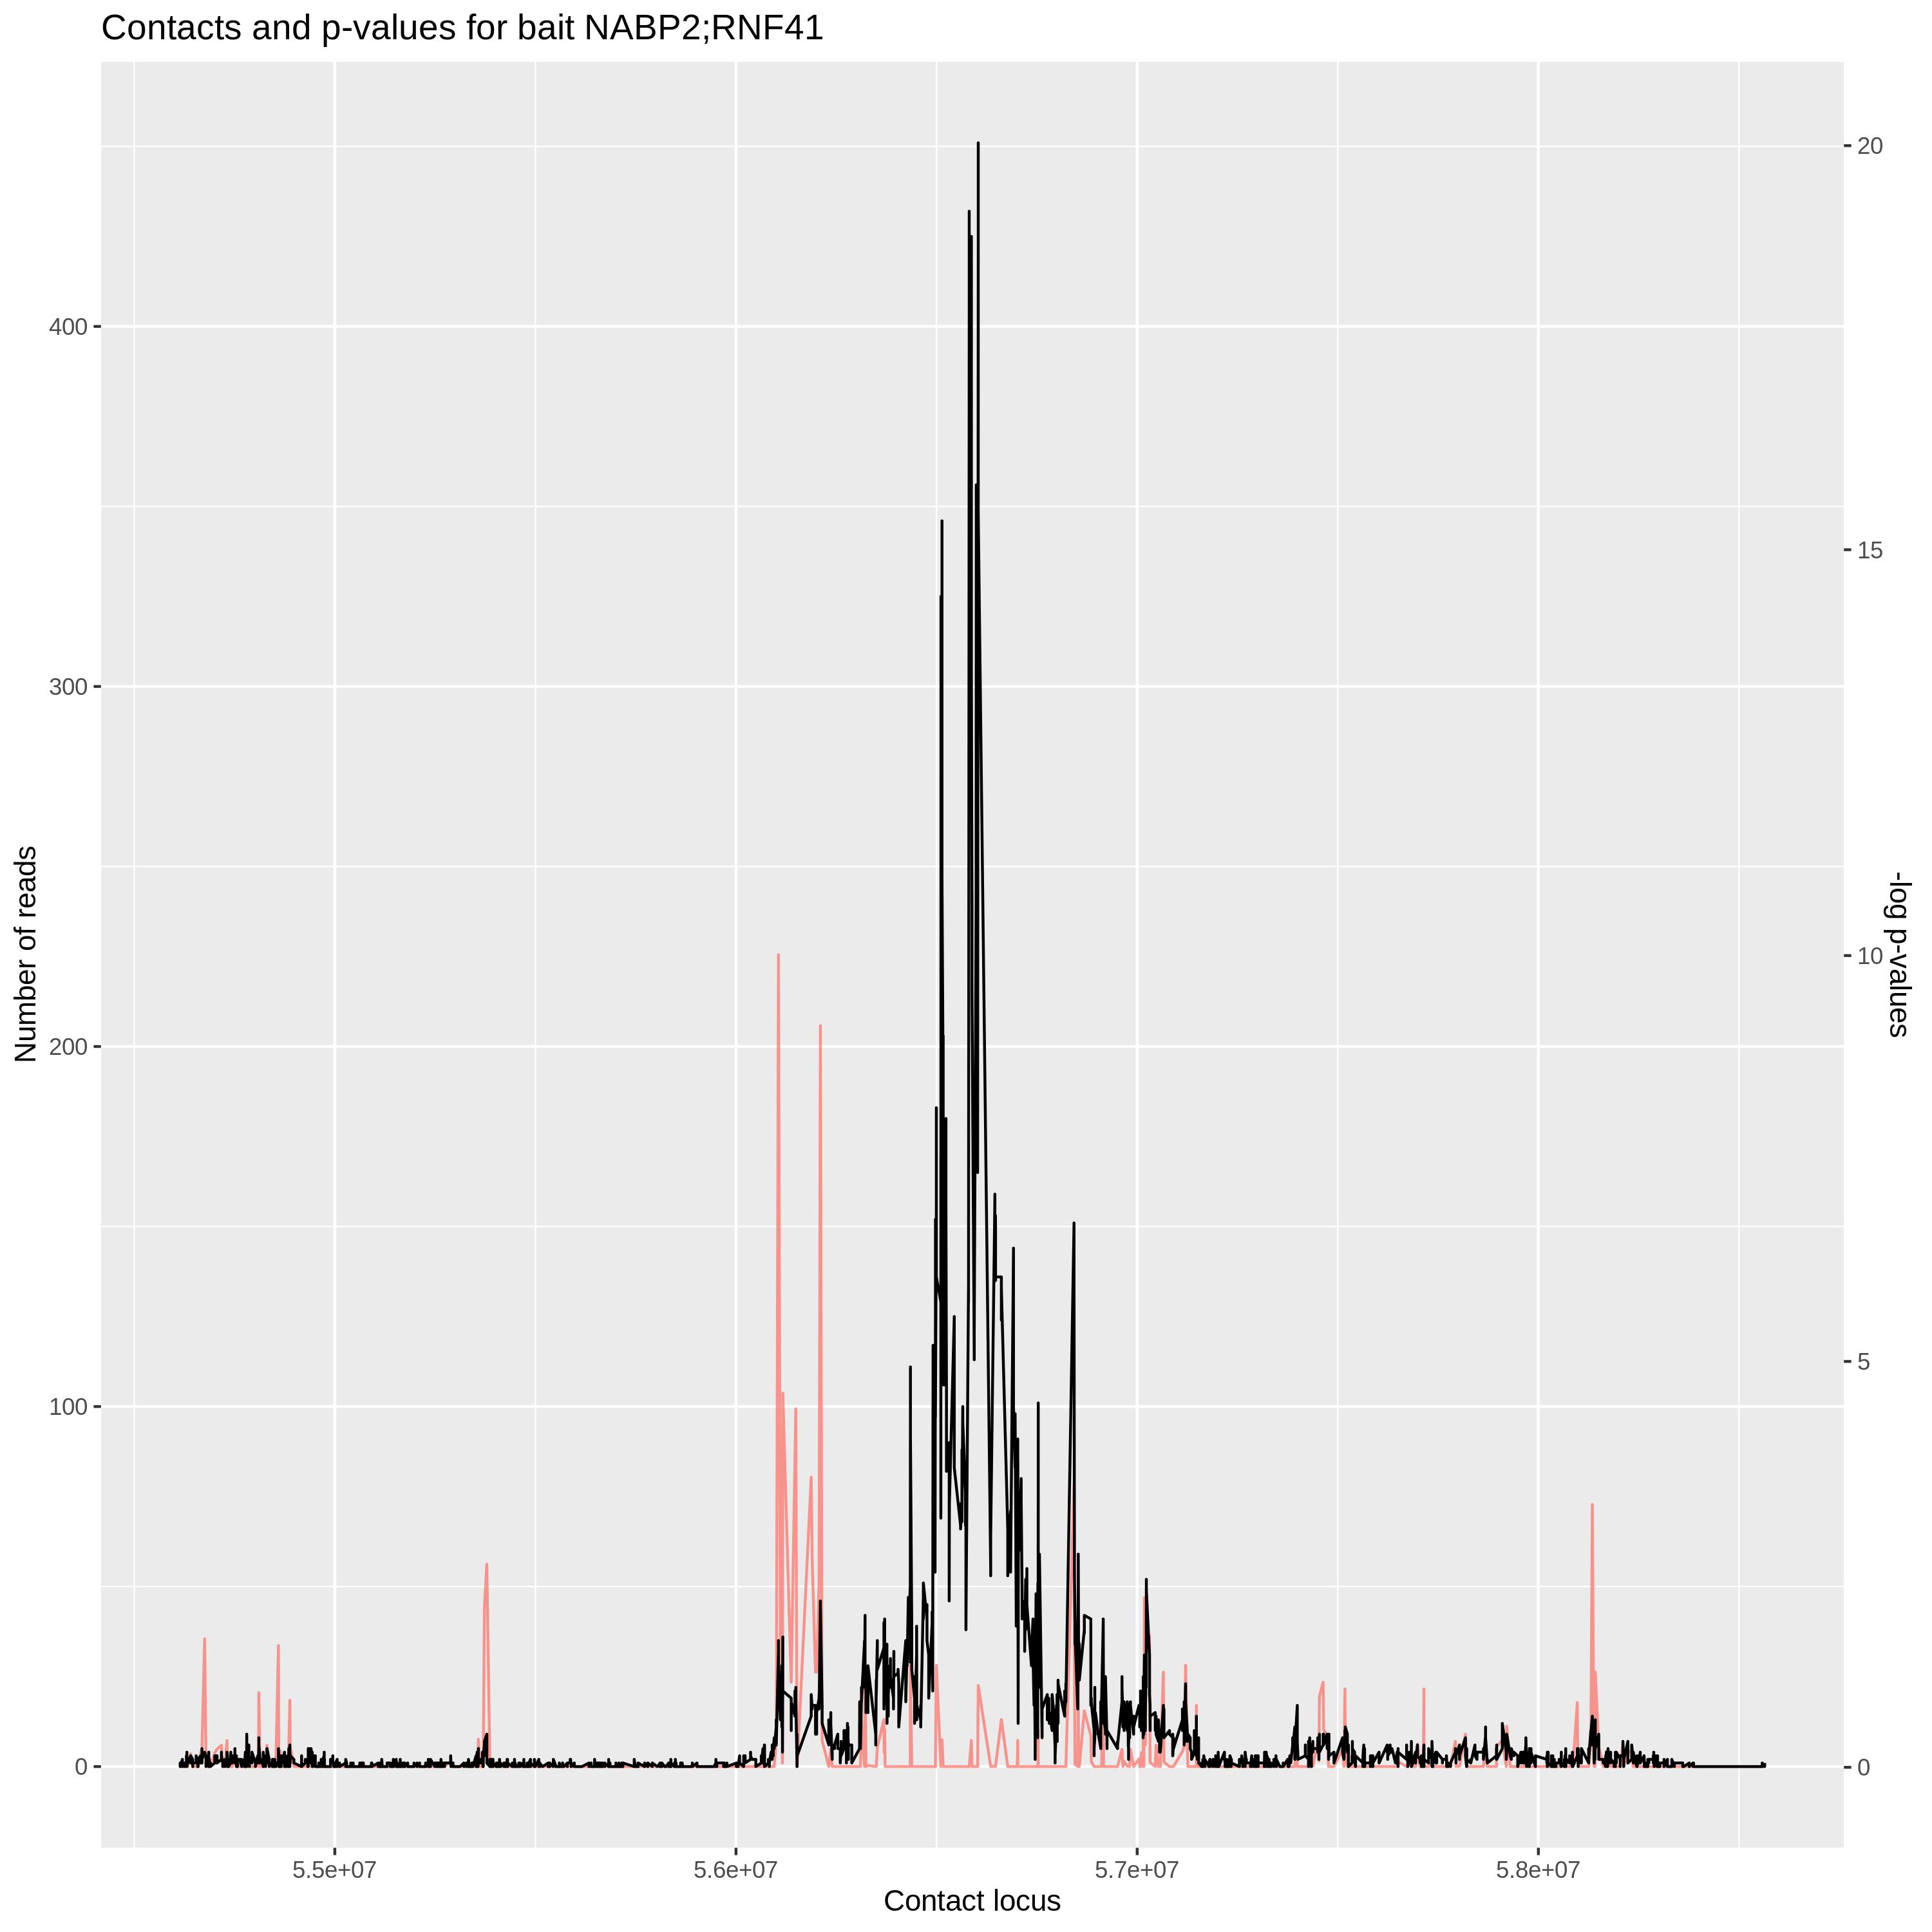 Contacts and p-values for bait NABP2;RNF41
Number of reads
400
300
200
100
0
20
15
10
5
0
-log p-values
5.5e+07 5.6e+07 5.7e+07 5.8e+07
Contact locus